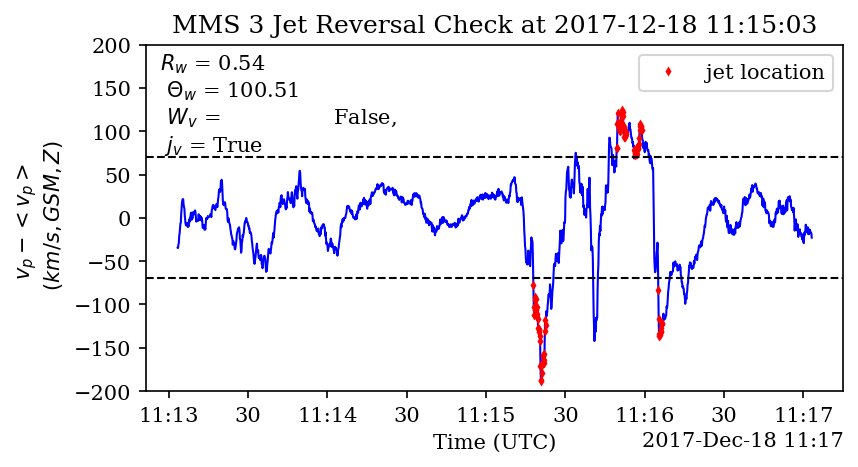 MMS 3 Jet Reversal Check at 2017-12-18 11:15:03
R_w = 0.54
Θ_w = 100.51
W_v = False,
j_v = True
jet location
v_p − < v_p >
(km/s, GSM, Z)
200
150
100
50
0
−50
−100
−150
−200
11:13 30 11:14 30 11:15 30 11:16 30 11:17
Time (UTC)
2017-Dec-18 11:17